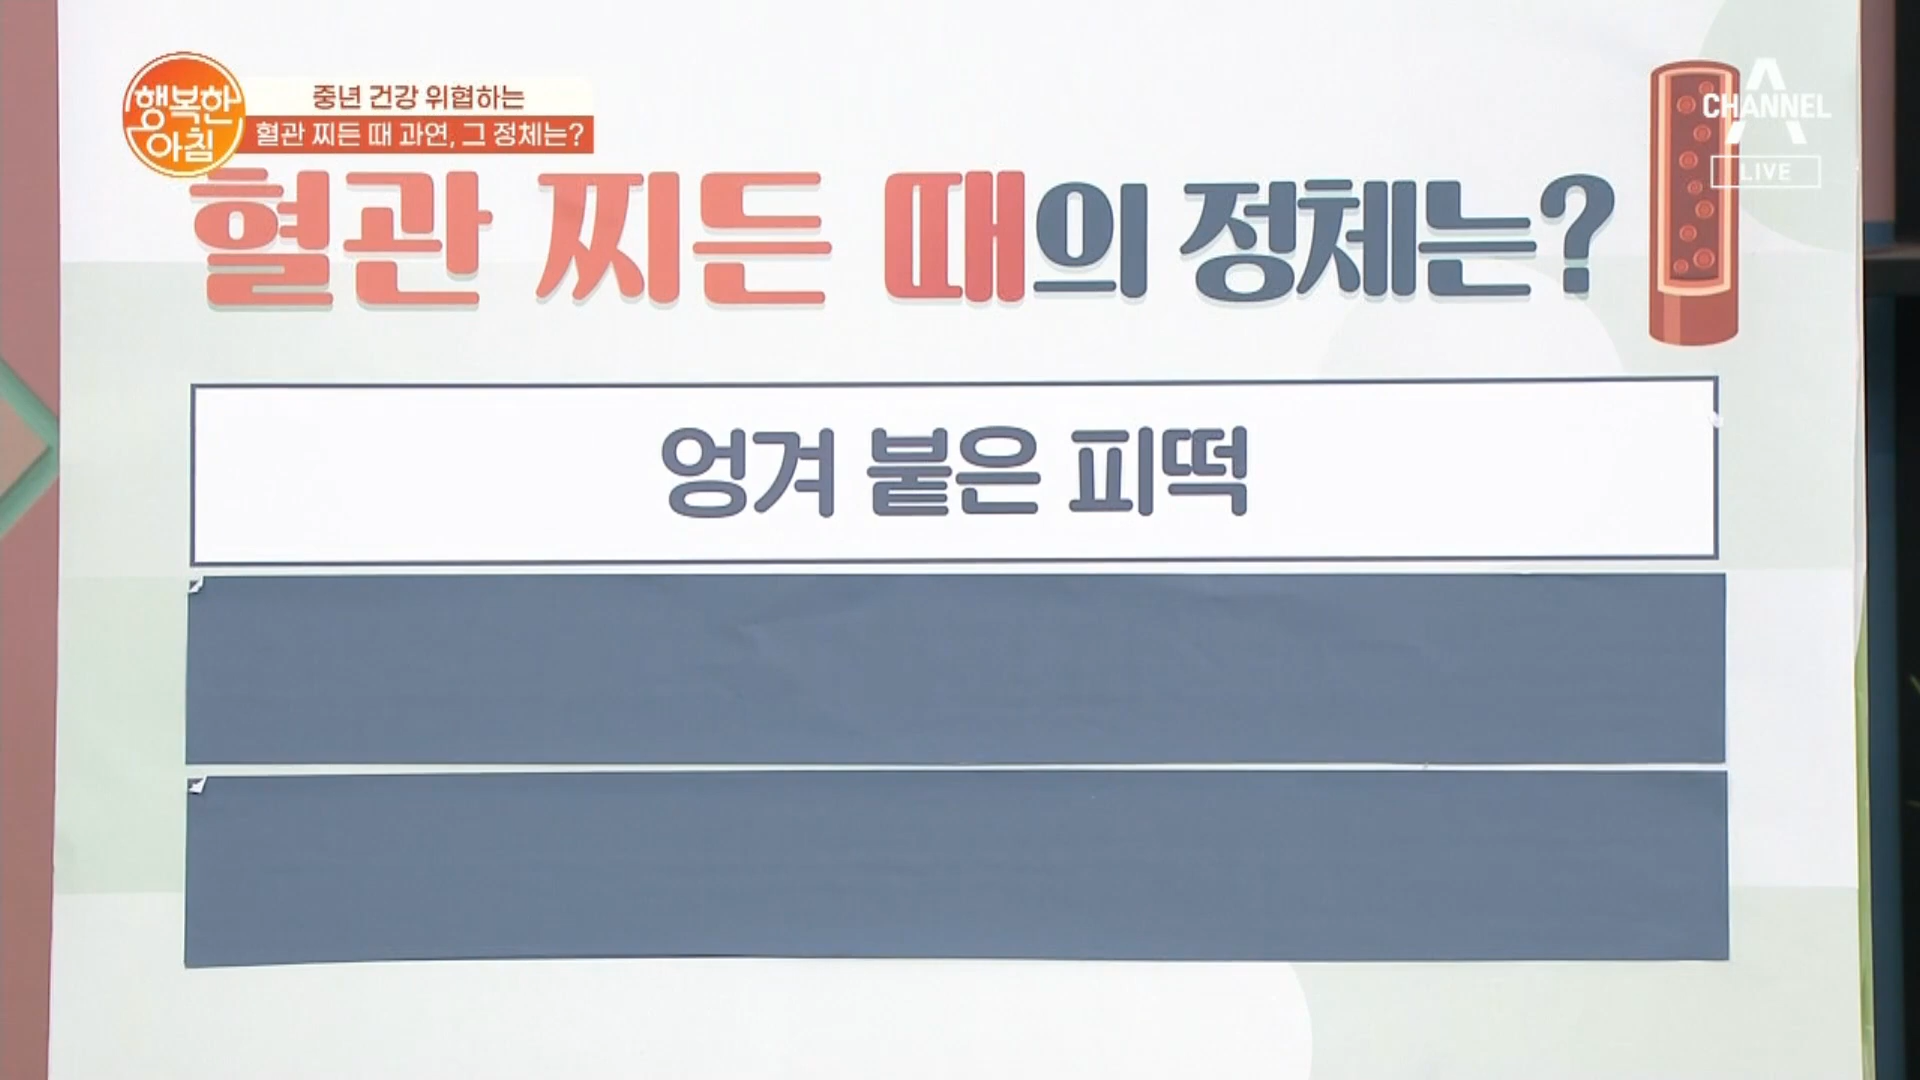 행복한
아침
중년 건강 위협하는
혈관 찌든 때 과연, 그 정체는?
CHANNEL A
LIVE
혈관 찌든 때의 정체는?
엉겨 붙은 피떡